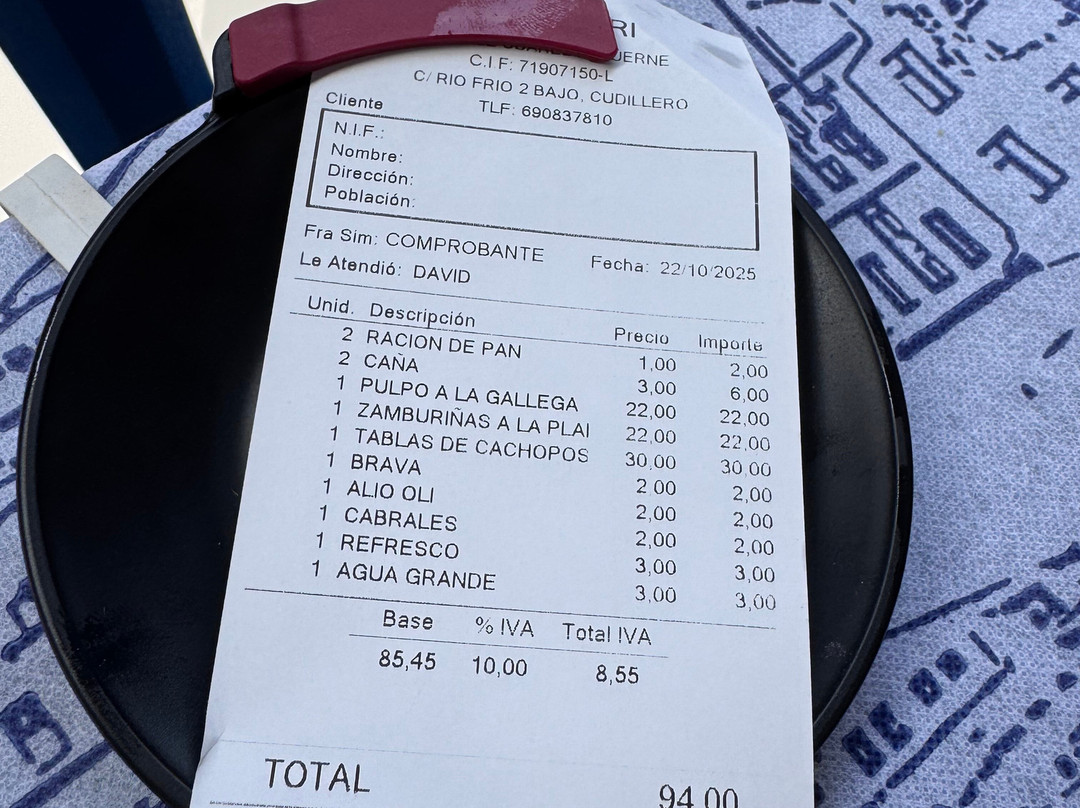 RI
C.I F: 71907150-L
C/ RIO FRIO 2 BAJO, CUDILLERO
TLF: 690837810
Cliente
N.I.F.:
Nombre:
Dirección:
Población:
Fra Sim: COMPROBANTE Fecha: 22/10/2025
Le Atendió: DAVID
Unid. Descripción Precio Importe
2 RACION DE PAN 1,00 2,00
2 CAÑA 3,00 6,00
1 PULPO A LA GALLEGA 22,00 22,00
1 ZAMBURIÑAS A LA PLAI 22,00 22,00
1 TABLAS DE CACHOPOS 30,00 30,00
1 BRAVA 2,00 2,00
1 ALIO OLI 2,00 2,00
1 CABRALES 2,00 2,00
1 REFRESCO 3,00 3,00
1 AGUA GRANDE 3,00 3,00
Base % IVA Total IVA
85,45 10,00 8,55
TOTAL 94,00